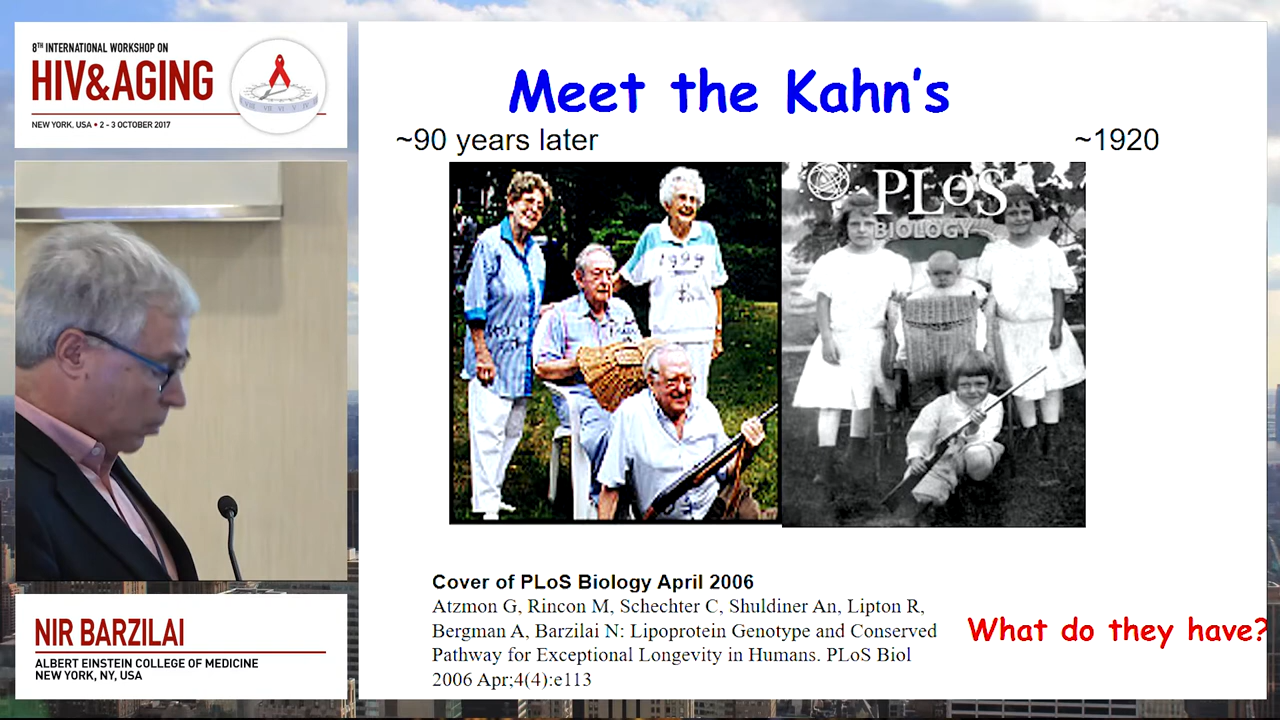 8TH INTERNATIONAL WORKSHOP ON
HIV&AGING
NEW YORK, USA • 2 - 3 OCTOBER 2017
NIR BARZILAI
ALBERT EINSTEIN COLLEGE OF MEDICINE
NEW YORK, NY, USA
Meet the Kahn's
~90 years later
~1920
1999
PLoS
BIOLOGY
Cover of PLoS Biology April 2006
Atzmon G, Rincon M, Schechter C, Shuldiner An, Lipton R,
Bergman A, Barzilai N: Lipoprotein Genotype and Conserved
Pathway for Exceptional Longevity in Humans. PLoS Biol
2006 Apr;4(4):e113
What do they have?